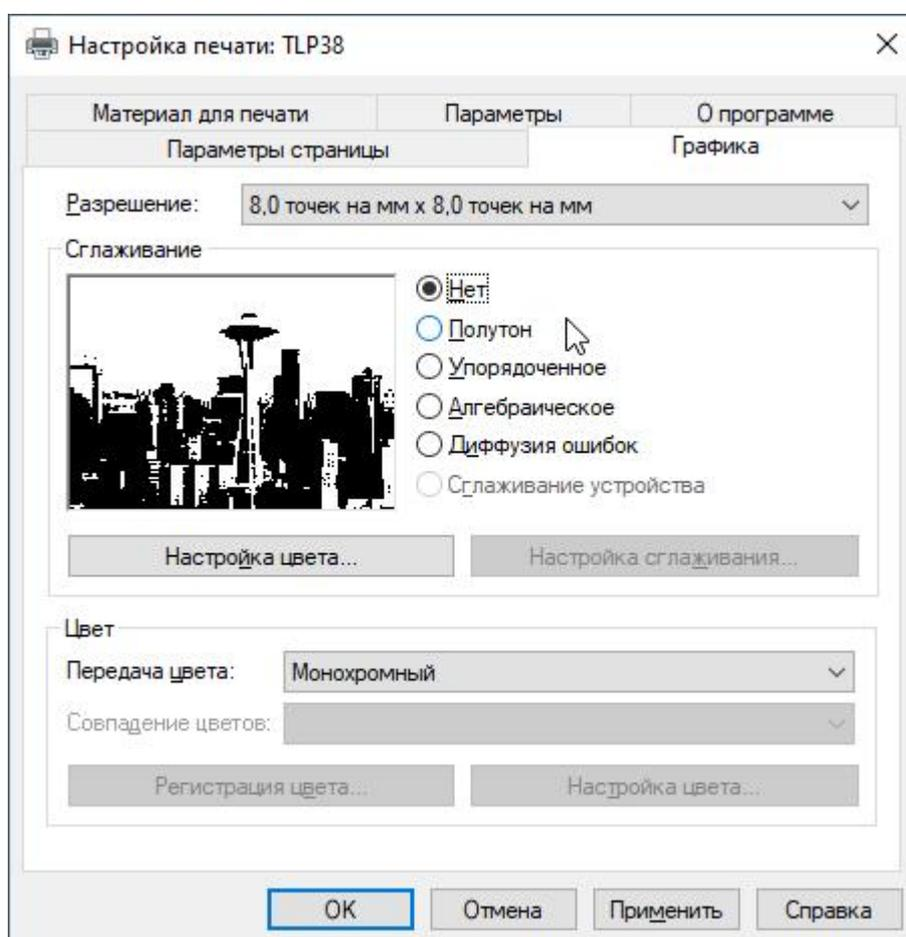 Настройка печати: TLP38
Материал для печати
Параметры
О программе
Параметры страницы
Графика
Разрешение:
8,0 точек на мм x 8,0 точек на мм
Сглаживание
Нет
Полутон
Упорядоченное
Алгебраическое
Диффузия ошибок
Сглаживание устройства
Настройка цвета...
Настройка сглаживания...
Цвет
Передача цвета:
Монохромный
Совпадение цветов:
Регистрация цвета...
Настройка цвета...
OK
Отмена
Применить
Справка